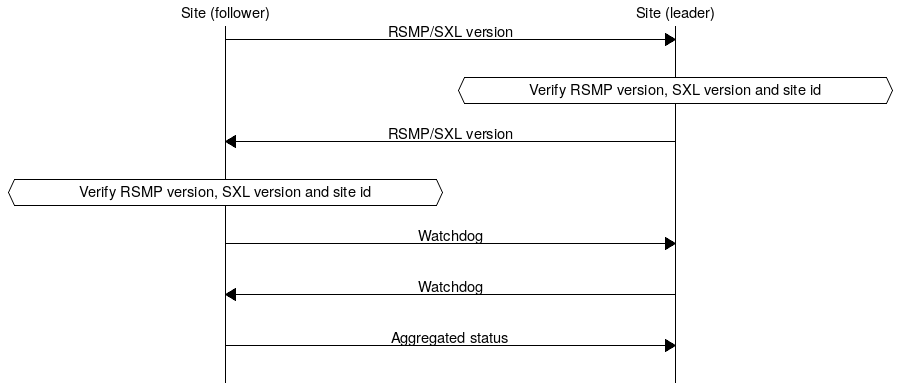 Site (follower)
Site (leader)
RSMP/SXL version
Verify RSMP version, SXL version and site id
RSMP/SXL version
Verify RSMP version, SXL version and site id
Watchdog
Watchdog
Aggregated status